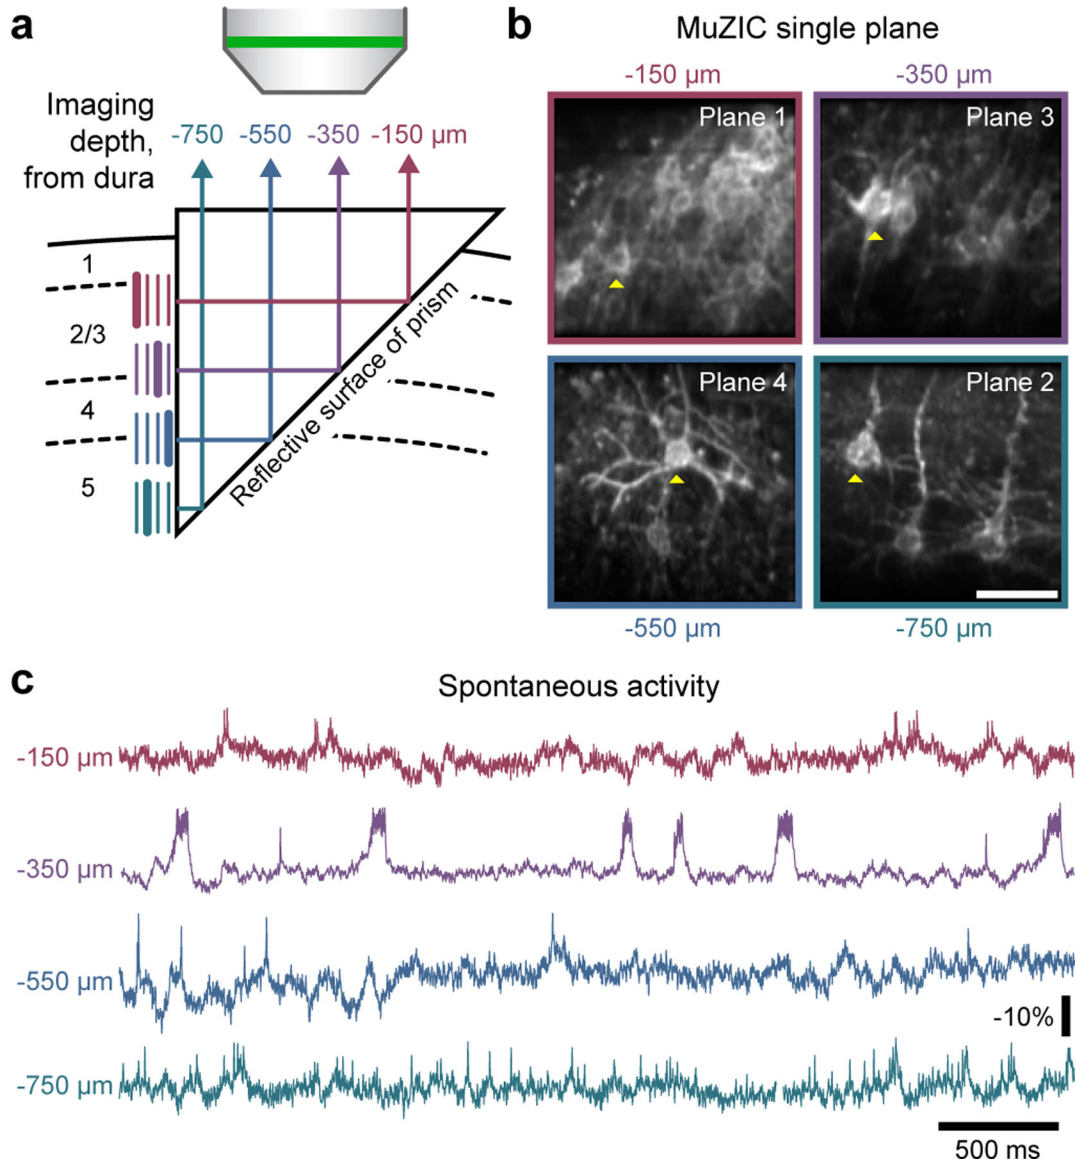 a
Imaging
depth,
from dura
-750 -550 -350 -150 µm
1
2/3
4
5
Reflective surface of prism
b
MuZIC single plane
-150 µm
-350 µm
Plane 1
Plane 3
Plane 4
Plane 2
-550 µm
-750 µm
c
Spontaneous activity
-150 µm
-350 µm
-550 µm
-10%
-750 µm
500 ms